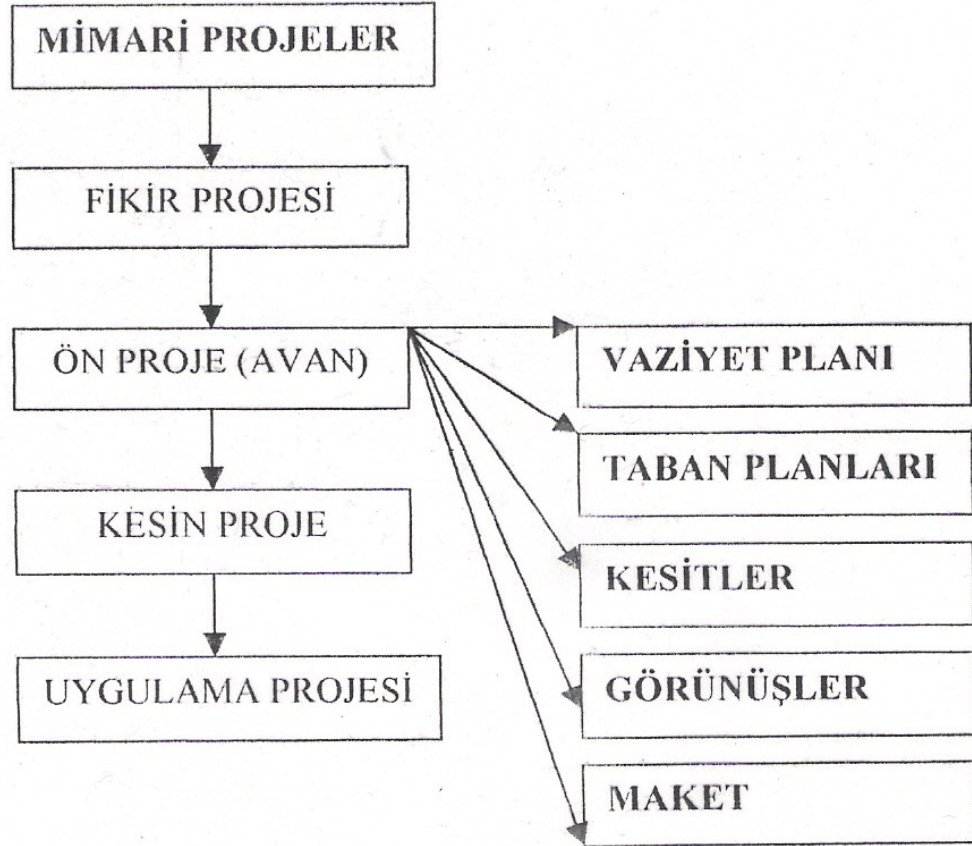 MİMARİ PROJELER
FİKİR PROJESİ
ÖN PROJE (AVAN)
KESİN PROJE
UYGULAMA PROJESİ
VAZİYET PLANI
TABAN PLANLARI
KESİTLER
GÖRÜNÜŞLER
MAKET